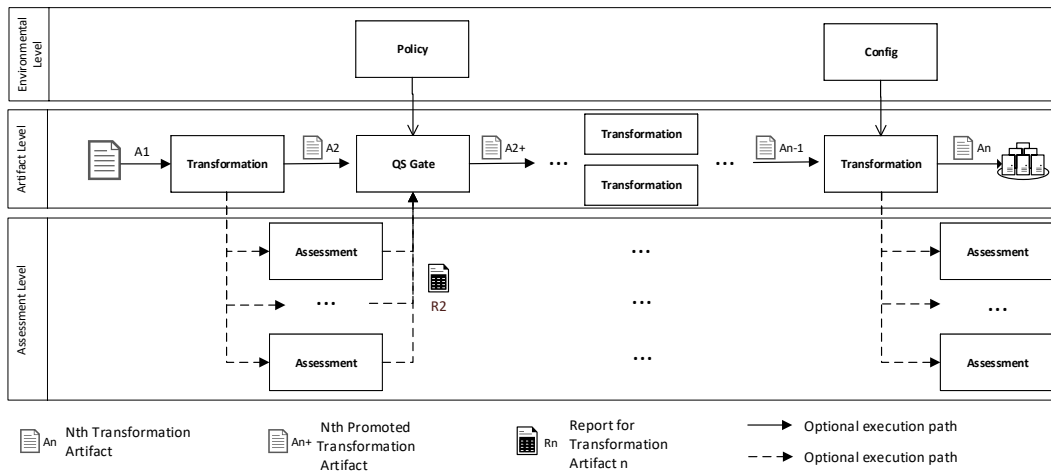 Environmental
Level
Policy
Config
Artifact Level
A1
Transformation
A2
QS Gate
A2+
...
Transformation
Transformation
...
An-1
Transformation
An
Assessment Level
Assessment
...
Assessment
R2
...
...
...
Assessment
...
Assessment
An
Nth Transformation
Artifact
An+
Nth Promoted
Transformation
Artifact
Rn
Report for
Transformation
Artifact n
Optional execution path
Optional execution path